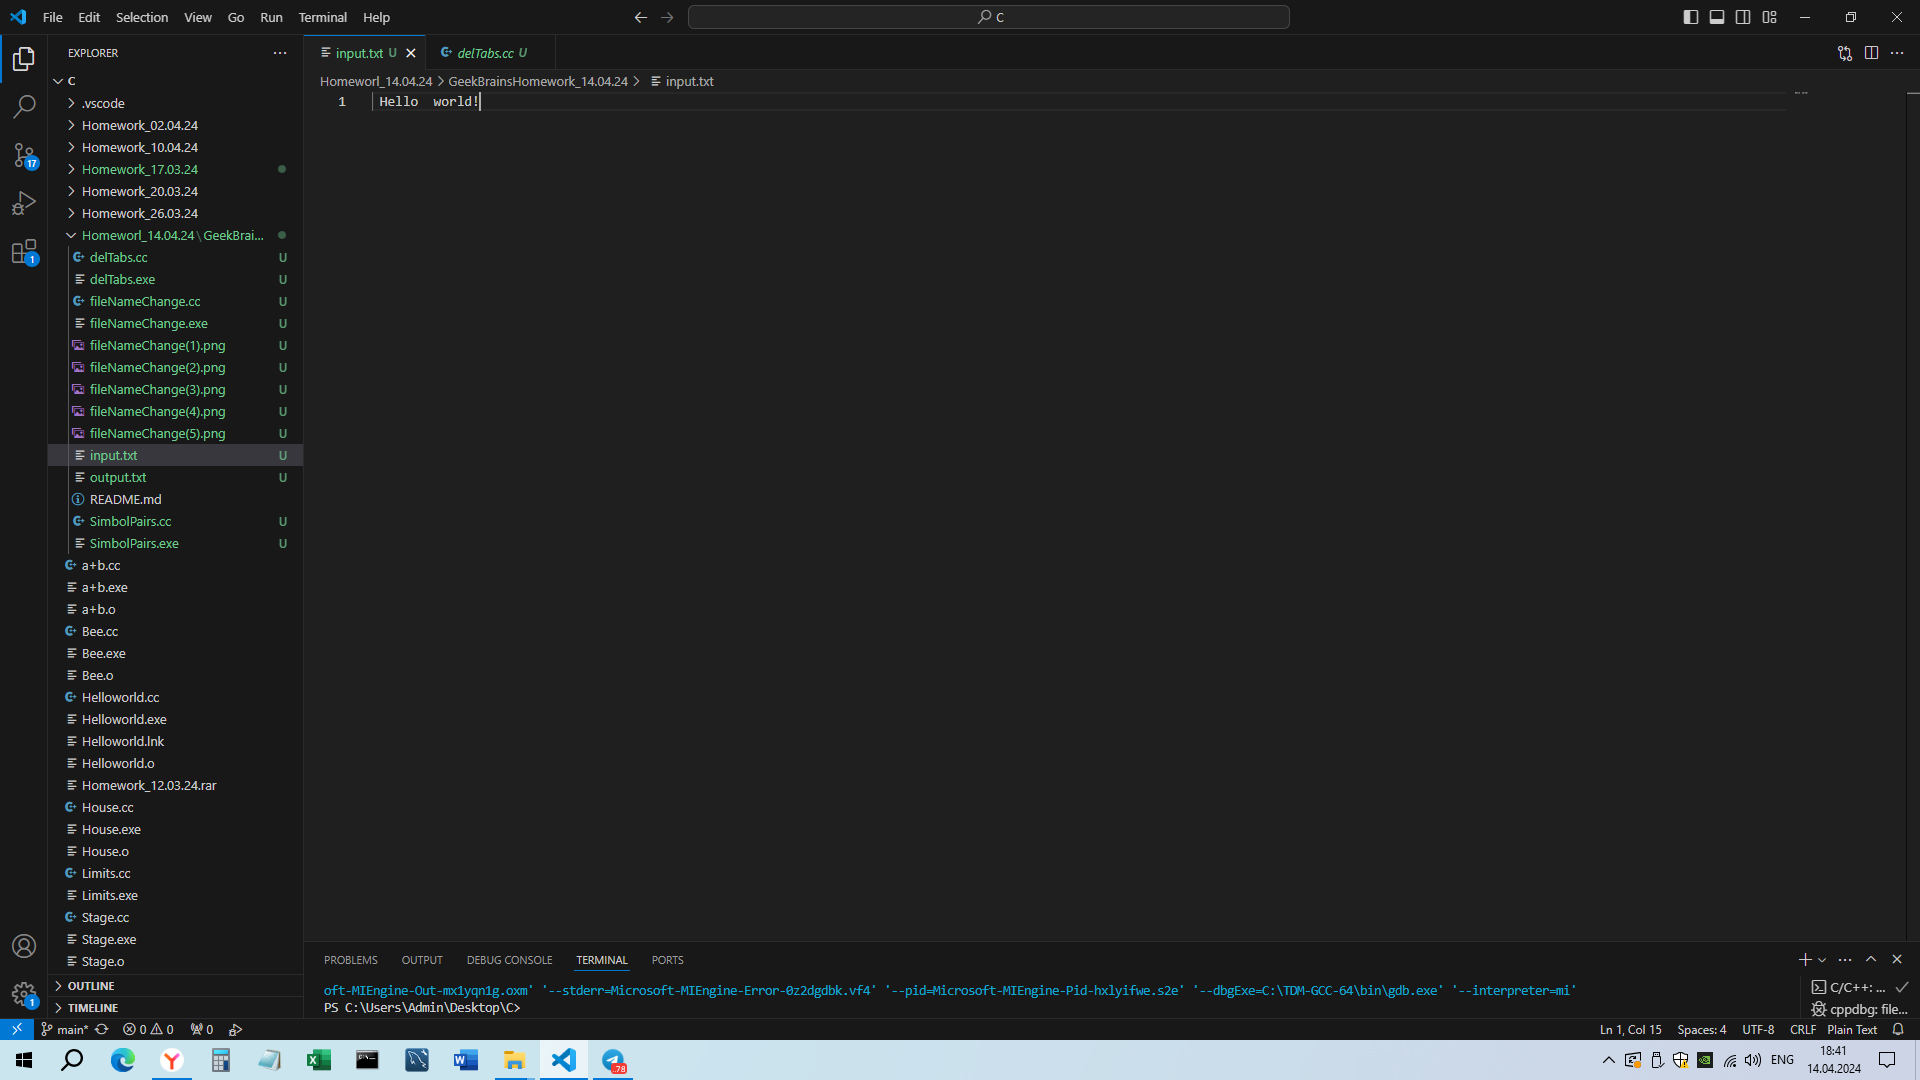 File Edit Selection View Go Run Terminal Help
C
EXPLORER
input.txt U
delTabs.cc U
Homeworl_14.04.24 > GeekBrainsHomework_14.04.24 > input.txt
1 Hello  world!
C
.vscode
Homework_02.04.24
Homework_10.04.24
Homework_17.03.24
Homework_20.03.24
Homework_26.03.24
Homeworl_14.04.24 \ GeekBrai...
delTabs.cc U
delTabs.exe U
fileNameChange.cc U
fileNameChange.exe U
fileNameChange(1).png U
fileNameChange(2).png U
fileNameChange(3).png U
fileNameChange(4).png U
fileNameChange(5).png U
input.txt U
output.txt U
README.md
SimbolPairs.cc U
SimbolPairs.exe U
a+b.cc
a+b.exe
a+b.o
Bee.cc
Bee.exe
Bee.o
Helloworld.cc
Helloworld.exe
Helloworld.lnk
Helloworld.o
Homework_12.03.24.rar
House.cc
House.exe
House.o
Limits.cc
Limits.exe
Stage.cc
Stage.exe
Stage.o
OUTLINE
TIMELINE
17
1
1
PROBLEMS OUTPUT DEBUG CONSOLE TERMINAL PORTS
oft-MIEngine-Out-mx1yqn1g.oxm' '--stderr=Microsoft-MIEngine-Error-0z2dgdbk.vf4' '--pid=Microsoft-MIEngine-Pid-hxlyifwe.s2e' '--dbgExe=C:\TDM-GCC-64\bin\gdb.exe' '--interpreter=mi'
PS C:\Users\Admin\Desktop\C>
C/C++: ...
cppdbg: file...
main* 0 0 0
Ln 1, Col 15 Spaces: 4 UTF-8 CRLF Plain Text
78
ENG
18:41
14.04.2024